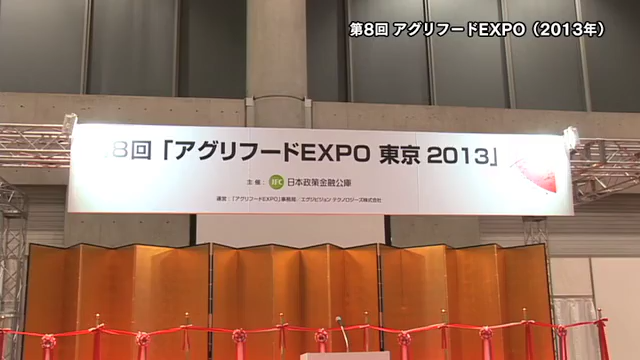 第8回 アグリフードEXPO（2013年）
8回「アグリフードEXPO 東京 2013」
主催： JFC 日本政策金融公庫
運営：「アグリフードEXPO」事務局／エグジビション テクノロジーズ株式会社